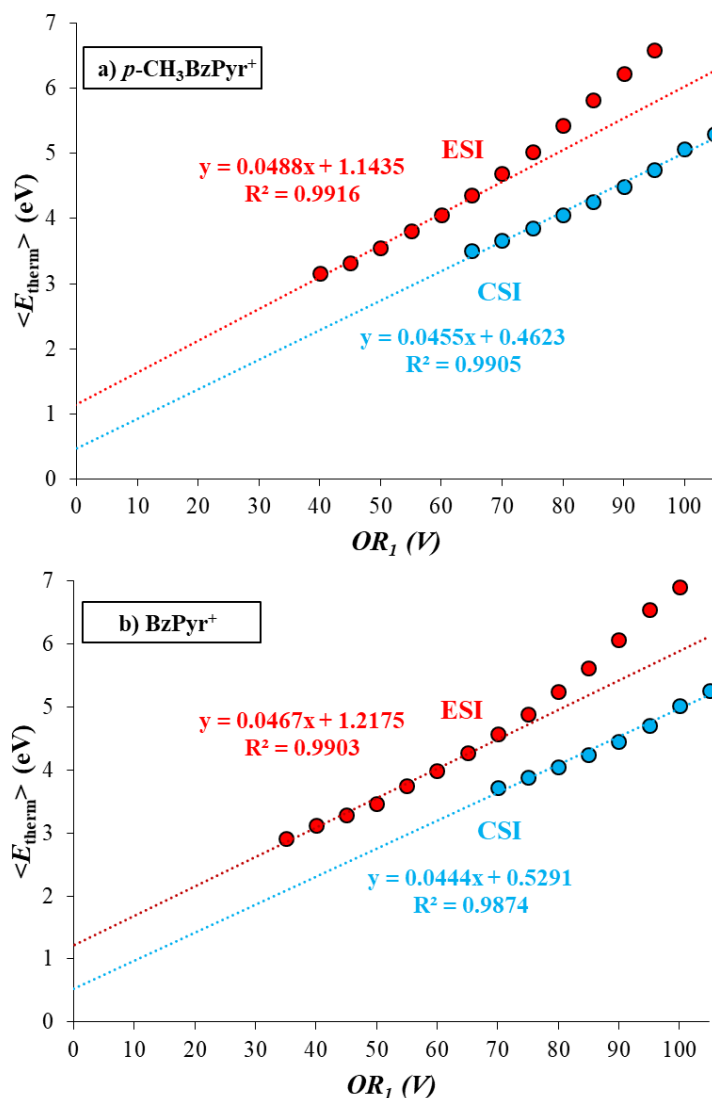 a) p-CH₃BzPyr⁺
<E_therm> (eV)
7
6
5
4
3
2
1
0
ESI
y = 0.0488x + 1.1435
R² = 0.9916
CSI
y = 0.0455x + 0.4623
R² = 0.9905
0 10 20 30 40 50 60 70 80 90 100
OR₁ (V)
b) BzPyr⁺
<E_therm> (eV)
7
6
5
4
3
2
1
0
ESI
y = 0.0467x + 1.2175
R² = 0.9903
CSI
y = 0.0444x + 0.5291
R² = 0.9874
0 10 20 30 40 50 60 70 80 90 100
OR₁ (V)